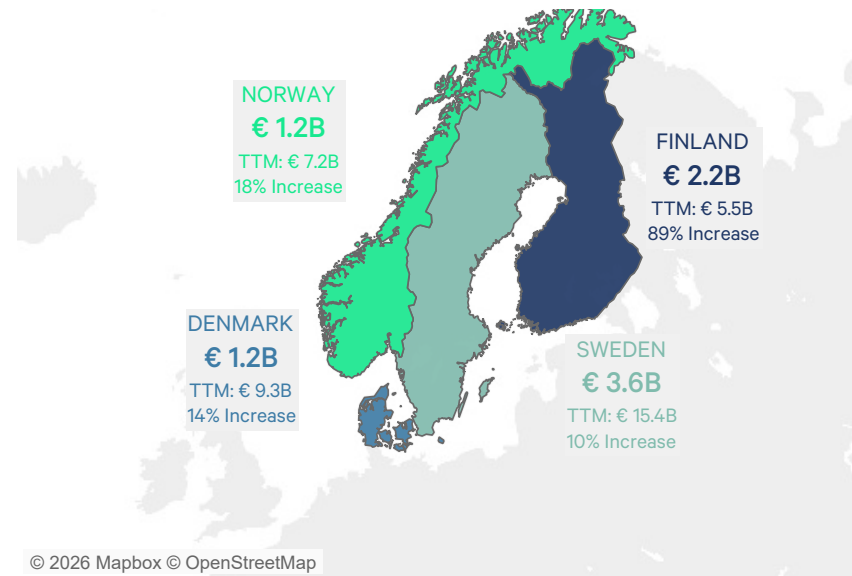 NORWAY
€ 1.2B
TTM: € 7.2B
18% Increase
FINLAND
€ 2.2B
TTM: € 5.5B
89% Increase
DENMARK
€ 1.2B
TTM: € 9.3B
14% Increase
SWEDEN
€ 3.6B
TTM: € 15.4B
10% Increase
© 2026 Mapbox © OpenStreetMap